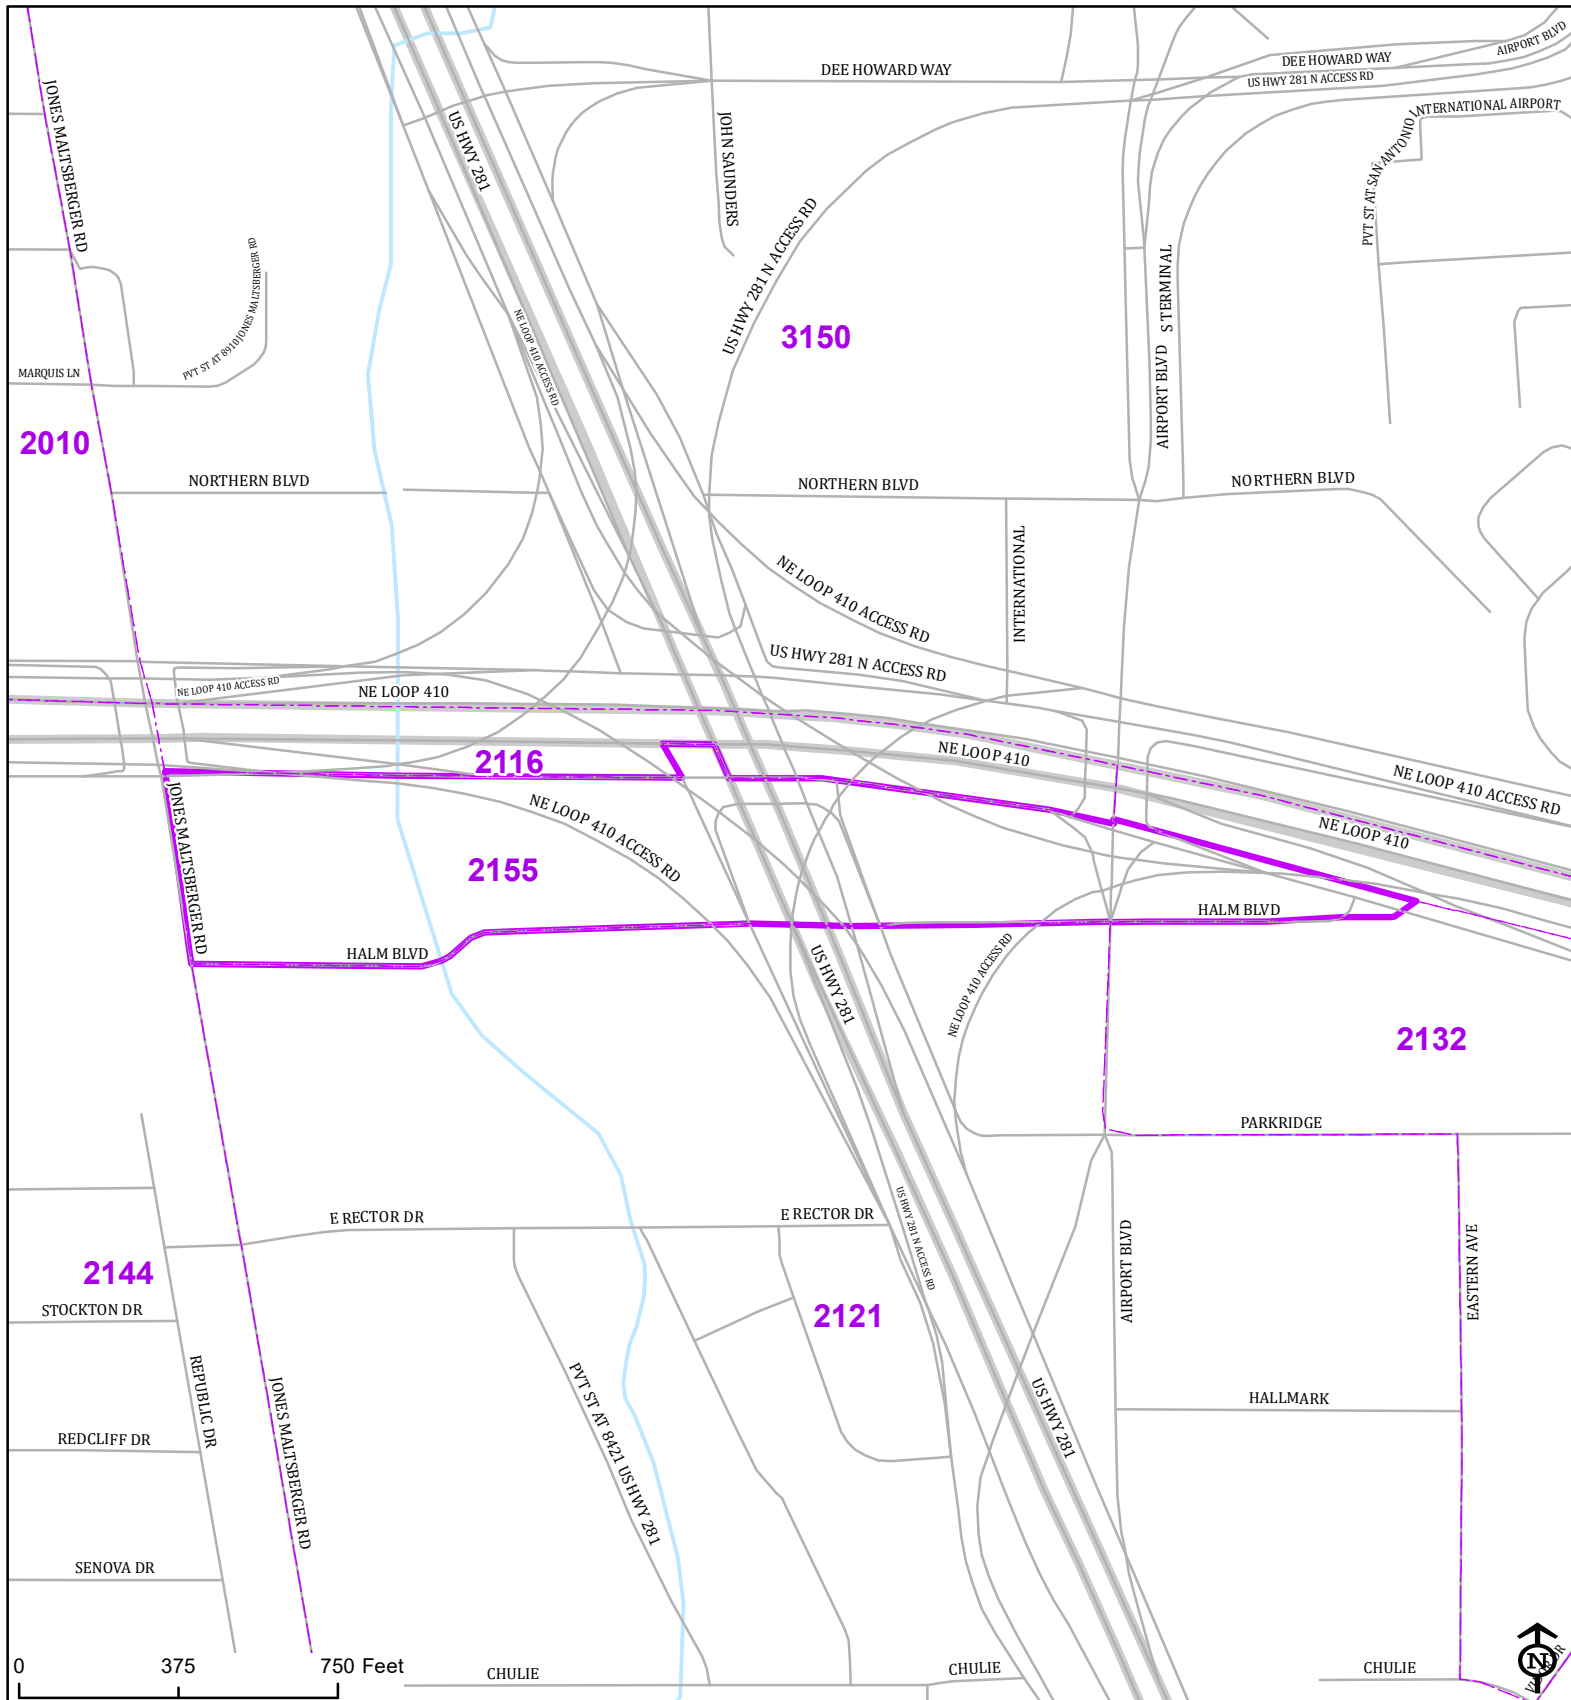 AIRPORT BLVD
DEE HOWARD WAY
DEE HOWARD WAY
US HWY 281 N ACCESS RD
JONES MALTSBERGER RD
US HWY 281
JOHN SAUNDERS
PVT ST AT SAN ANTONIO INTERNATIONAL AIRPORT
US HWY 281 N ACCESS RD
PVT ST AT 8910 JONES MALTSBERGER RD
NE LOOP 410 ACCESS RD
3150
AIRPORT BLVD
S TERMINAL
MARQUIS LN
2010
NORTHERN BLVD
NORTHERN BLVD
NORTHERN BLVD
INTERNATIONAL
NE LOOP 410 ACCESS RD
US HWY 281 N ACCESS RD
NE LOOP 410 ACCESS RD
NE LOOP 410
2116
NE LOOP 410
NE LOOP 410 ACCESS RD
NE LOOP 410
JONES MALTSBERGER RD
NE LOOP 410 ACCESS RD
2155
HALM BLVD
HALM BLVD
US HWY 281
NE LOOP 410 ACCESS RD
2132
PARKRIDGE
E RECTOR DR
E RECTOR DR
US HWY 281 N ACCESS RD
AIRPORT BLVD
EASTERN AVE
2144
STOCKTON DR
2121
REPUBLIC DR
JONES MALTSBERGER RD
PVT ST AT 8421 US HWY 281
US HWY 281
HALLMARK
REDCLIFF DR
SENOVA DR
CHULIE
CHULIE
CHULIE
N
0 375 750 Feet